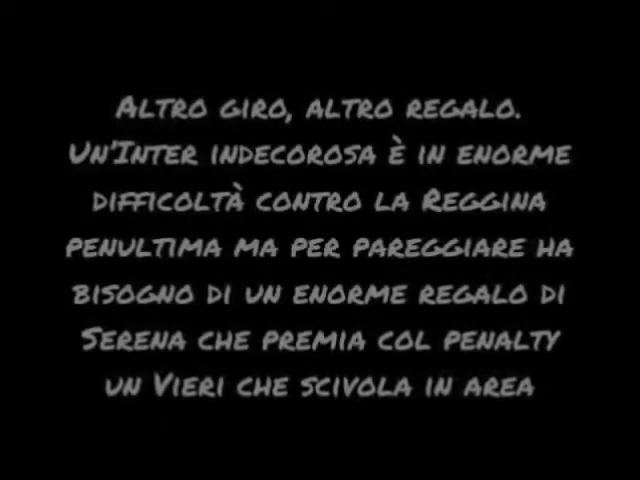 Altro giro, altro regalo.
Un'Inter indecorosa è in enorme
difficoltà contro la Reggina
penultima ma per pareggiare ha
bisogno di un enorme regalo di
Serena che premia col penalty
un Vieri che scivola in area